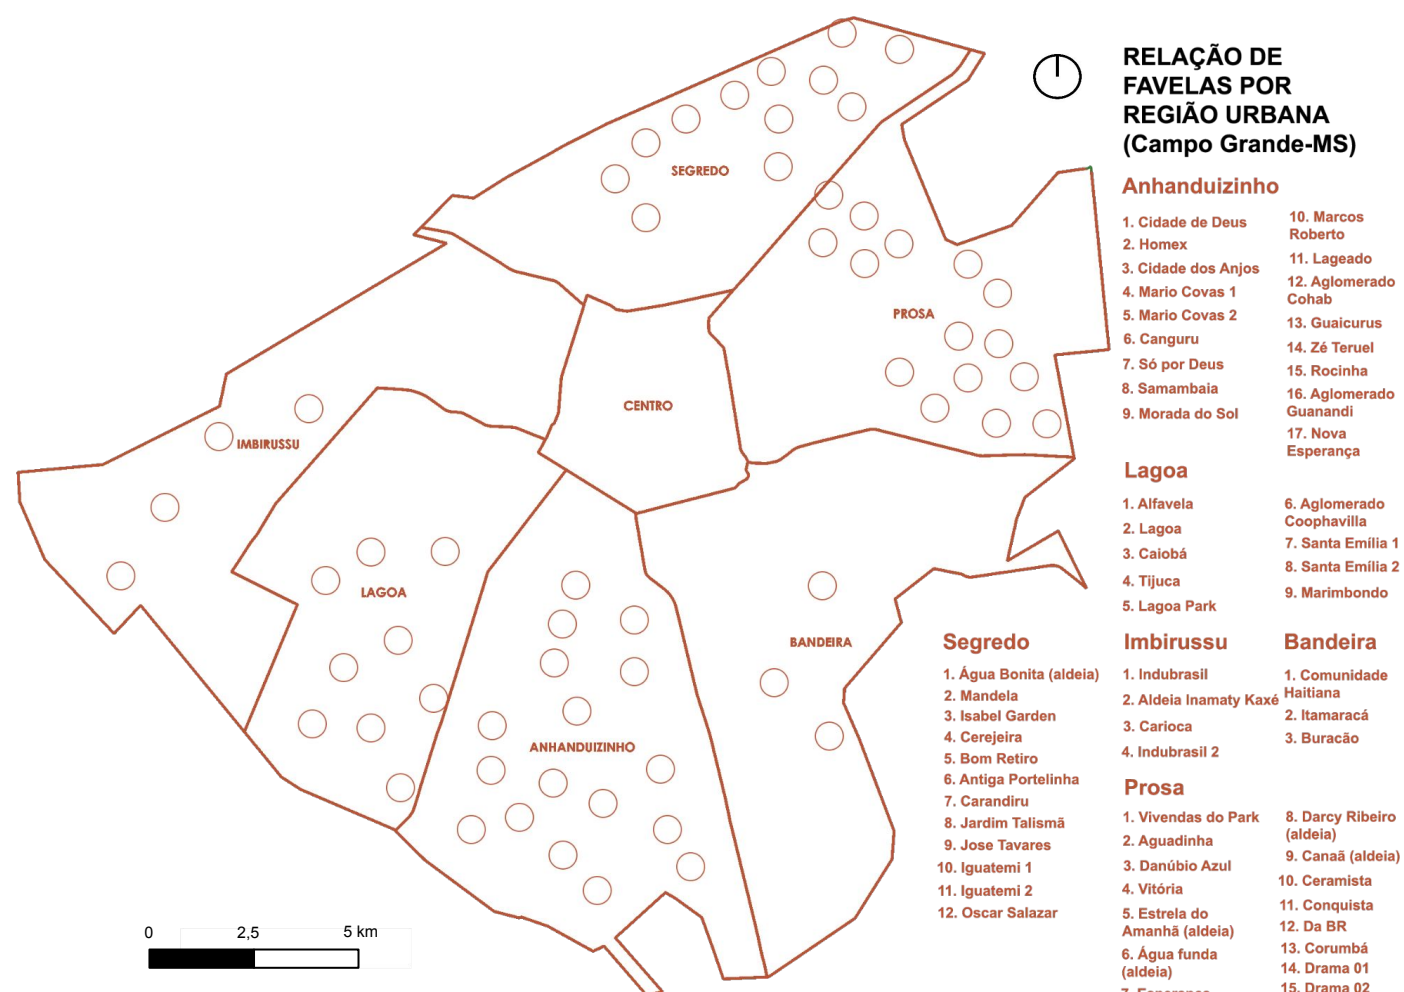 RELAÇÃO DE
FAVELAS POR
REGIÃO URBANA
(Campo Grande-MS)
SEGREDO
PROSA
CENTRO
IMBIRUSSU
LAGOA
BANDEIRA
ANHANDUIZINHO
0 2,5 5 km
Anhanduizinho
1. Cidade de Deus
2. Homex
3. Cidade dos Anjos
4. Mario Covas 1
5. Mario Covas 2
6. Canguru
7. Só por Deus
8. Samambaia
9. Morada do Sol
10. Marcos
Roberto
11. Lageado
12. Aglomerado
Cohab
13. Guaicurus
14. Zé Teruel
15. Rocinha
16. Aglomerado
Guanandi
17. Nova
Esperança
Lagoa
1. Alfavela
2. Lagoa
3. Caiobá
4. Tijuca
5. Lagoa Park
6. Aglomerado
Coophavilla
7. Santa Emília 1
8. Santa Emília 2
9. Marimbondo
Segredo
1. Água Bonita (aldeia)
2. Mandela
3. Isabel Garden
4. Cerejeira
5. Bom Retiro
6. Antiga Portelinha
7. Carandiru
8. Jardim Talismã
9. Jose Tavares
10. Iguatemi 1
11. Iguatemi 2
12. Oscar Salazar
Imbirussu
1. Indubrasil
2. Aldeia Inamaty Kaxé
3. Carioca
4. Indubrasil 2
Bandeira
1. Comunidade
Haitiana
2. Itamaracá
3. Buracão
Prosa
1. Vivendas do Park
2. Aguadinha
3. Danúbio Azul
4. Vitória
5. Estrela do
Amanhã (aldeia)
6. Água funda
(aldeia)
8. Darcy Ribeiro
(aldeia)
9. Canaã (aldeia)
10. Ceramista
11. Conquista
12. Da BR
13. Corumbá
14. Drama 01
15. Drama 02